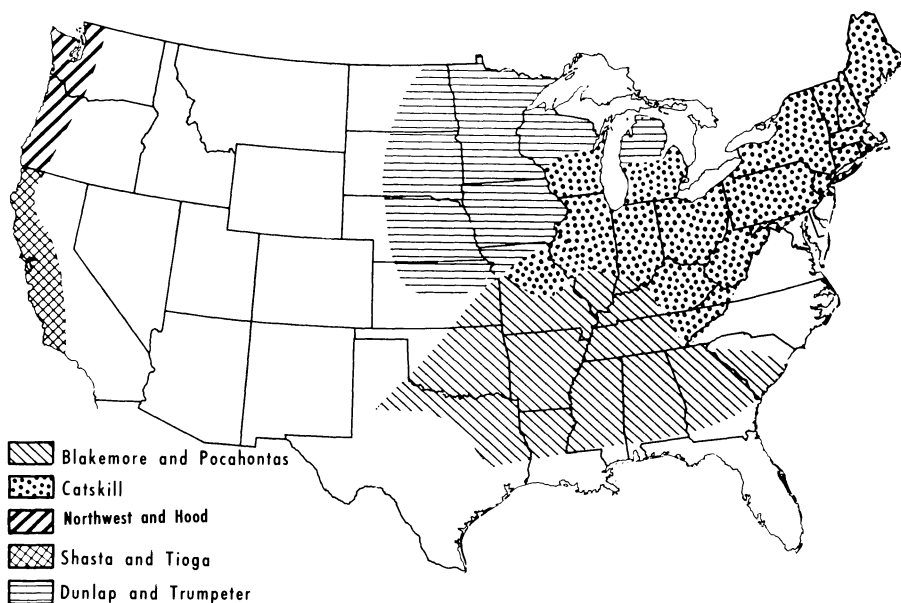 Blakemore and Pocahontas
Catskill
Northwest and Hood
Shasta and Tioga
Dunlap and Trumpeter